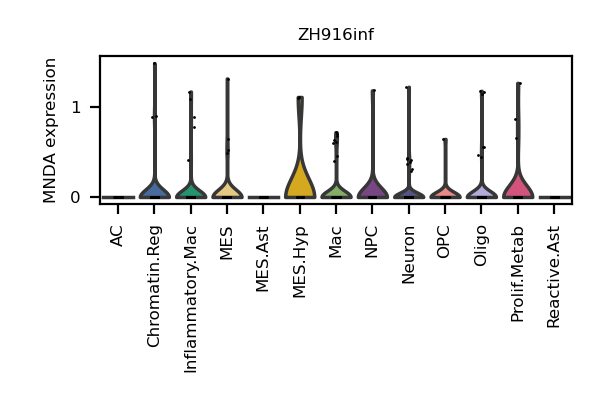 ZH916inf
MNDA expression
1
0
AC
Chromatin.Reg
Inflammatory.Mac
MES
MES.Ast
MES.Hyp
Mac
NPC
Neuron
OPC
Oligo
Prolif.Metab
Reactive.Ast